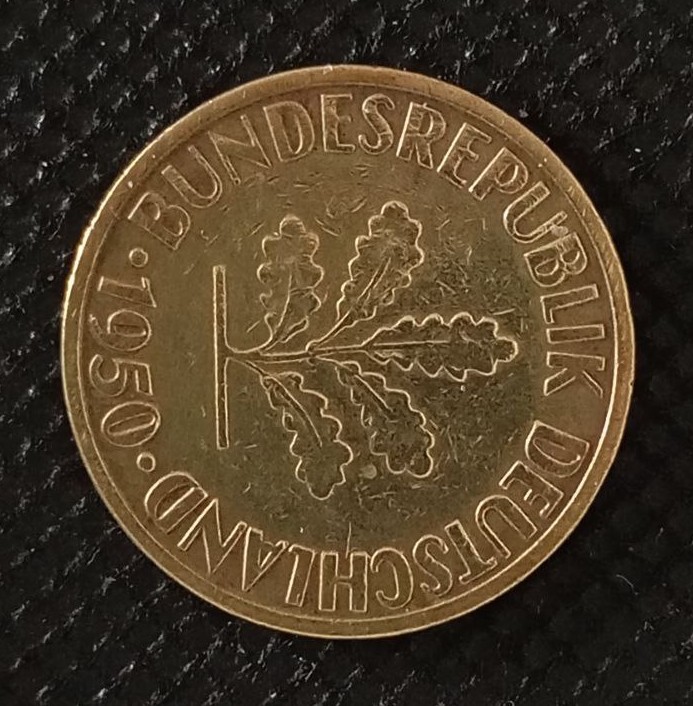 BUNDESREPUBLIK DEUTSCHLAND
· 1950 ·